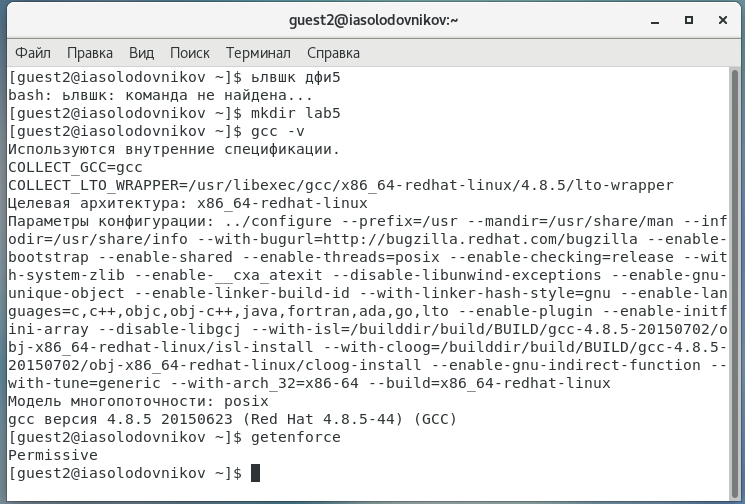 guest2@iasolodovnikov:~
Файл Правка Вид Поиск Терминал Справка
[guest2@iasolodovnikov ~]$ ьлвшк дфи5
bash: ьлвшк: команда не найдена...
[guest2@iasolodovnikov ~]$ mkdir lab5
[guest2@iasolodovnikov ~]$ gcc -v
Используются внутренние спецификации.
COLLECT_GCC=gcc
COLLECT_LTO_WRAPPER=/usr/libexec/gcc/x86_64-redhat-linux/4.8.5/lto-wrapper
Целевая архитектура: x86_64-redhat-linux
Параметры конфигурации: ../configure --prefix=/usr --mandir=/usr/share/man --inf
odir=/usr/share/info --with-bugurl=http://bugzilla.redhat.com/bugzilla --enable-
bootstrap --enable-shared --enable-threads=posix --enable-checking=release --wit
h-system-zlib --enable-__cxa_atexit --disable-libunwind-exceptions --enable-gnu-
unique-object --enable-linker-build-id --with-linker-hash-style=gnu --enable-lan
guages=c,c++,objc,obj-c++,java,fortran,ada,go,lto --enable-plugin --enable-initf
ini-array --disable-libgcj --with-isl=/builddir/build/BUILD/gcc-4.8.5-20150702/o
bj-x86_64-redhat-linux/isl-install --with-cloog=/builddir/build/BUILD/gcc-4.8.5-
20150702/obj-x86_64-redhat-linux/cloog-install --enable-gnu-indirect-function --
with-tune=generic --with-arch_32=x86-64 --build=x86_64-redhat-linux
Модель многопоточности: posix
gcc версия 4.8.5 20150623 (Red Hat 4.8.5-44) (GCC)
[guest2@iasolodovnikov ~]$ getenforce
Permissive
[guest2@iasolodovnikov ~]$